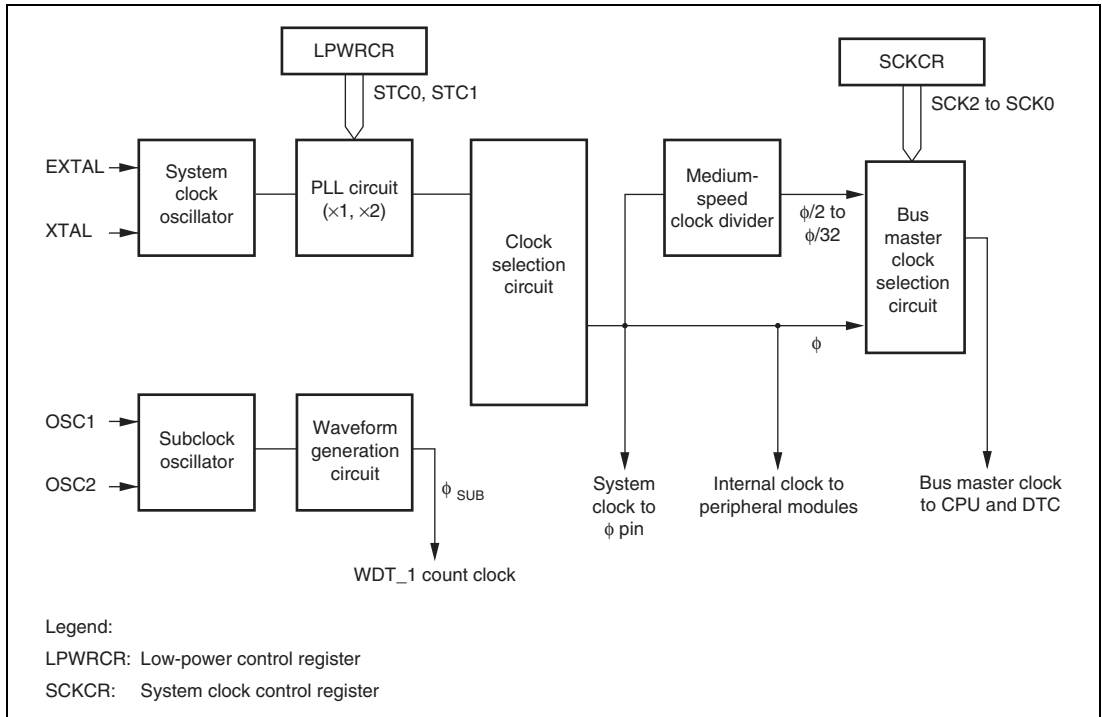 LPWRCR
STC0, STC1
SCKCR
SCK2 to SCK0
EXTAL
XTAL
System
clock
oscillator
PLL circuit
(×1, ×2)
Clock
selection
circuit
Medium-
speed
clock divider
ϕ/2 to
ϕ/32
Bus
master
clock
selection
circuit
ϕ
OSC1
OSC2
Subclock
oscillator
Waveform
generation
circuit
ϕ SUB
WDT_1 count clock
System
clock to
ϕ pin
Internal clock to
peripheral modules
Bus master clock
to CPU and DTC
Legend:
LPWRCR: Low-power control register
SCKCR: System clock control register